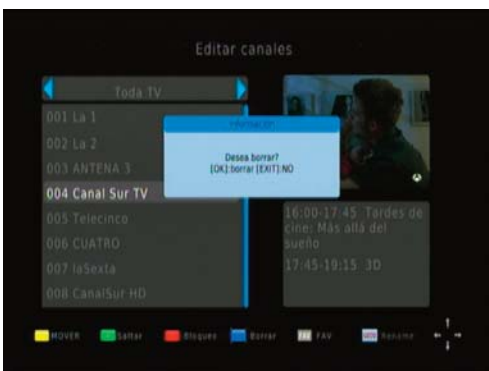 Editar canales
Toda TV
001 La 1
002 La 2
003 ANTENA 3
004 Canal Sur TV
005 Telecinco
006 CUATRO
007 laSexta
008 CanalSur HD
Información
Desea borrar?
[OK]:borrar [EXIT]:NO
16:00-17:45 Tardes de
cine: Más allá del
sueño
17:45-19:15 3D
MOVER Saltar Bloqueo Borrar FAV FAV Rename